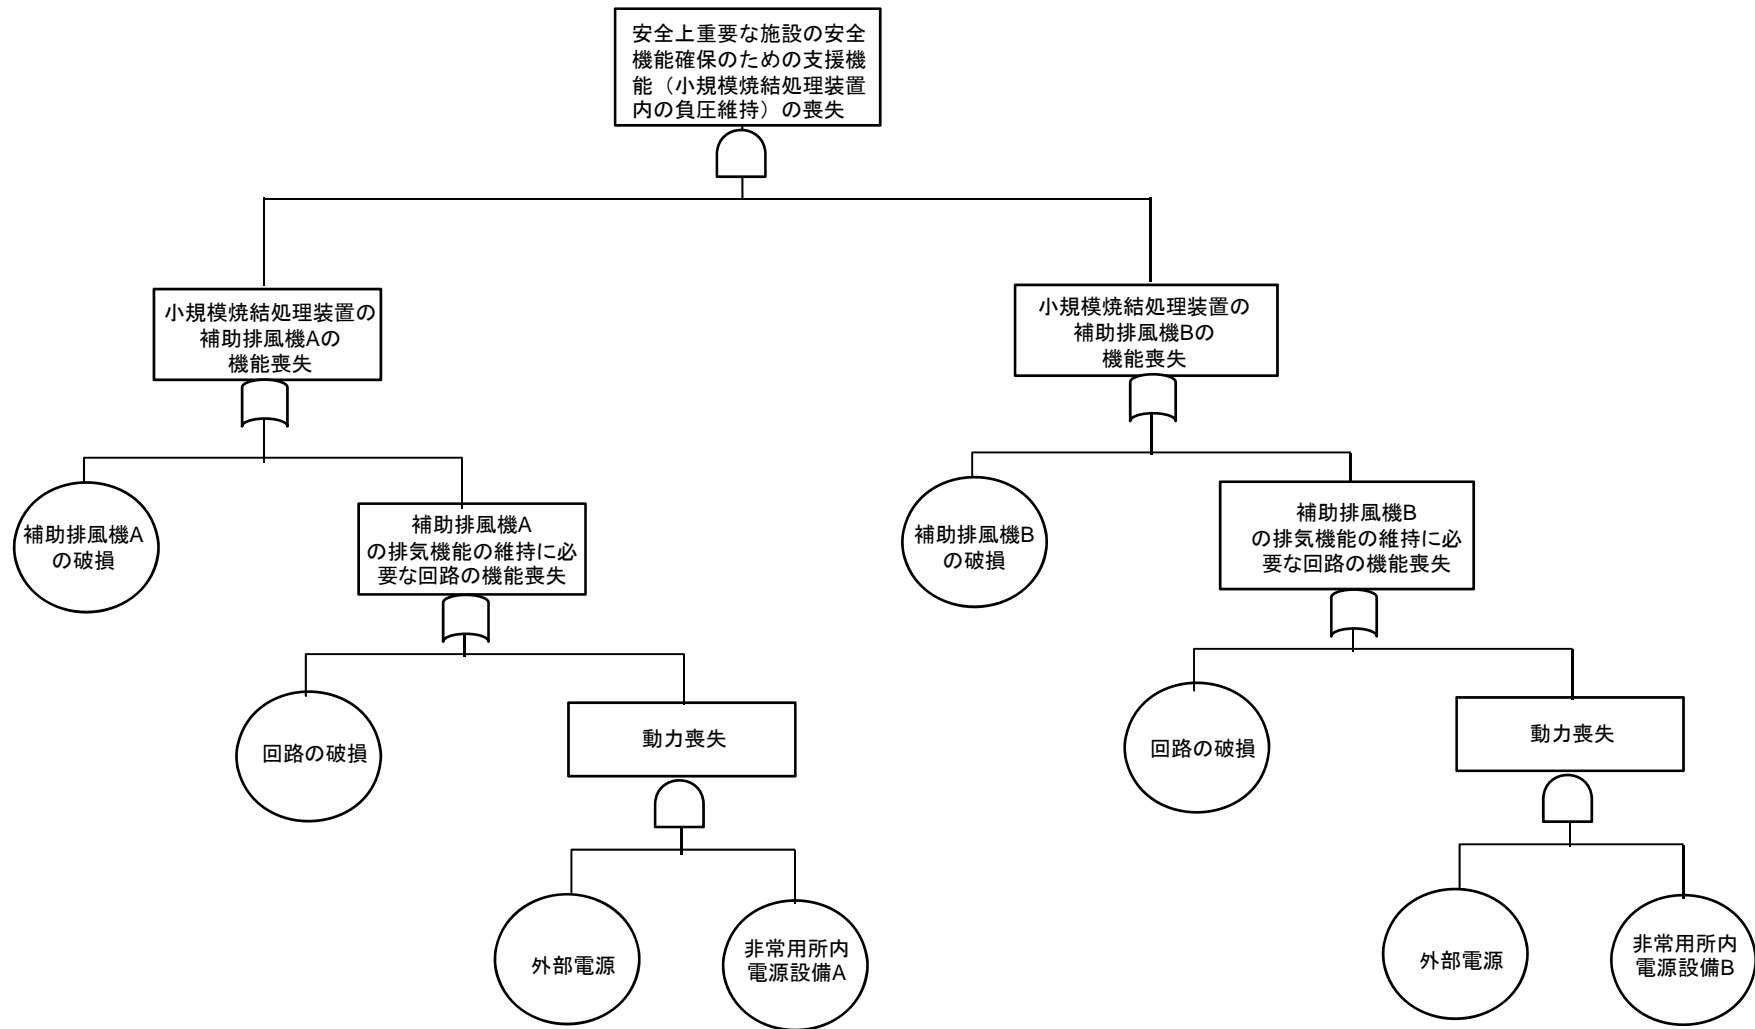 安全上重要な施設の安全
機能確保のための支援機
能（小規模焼結処理装置
内の負圧維持）の喪失
小規模焼結処理装置の
補助排風機Aの
機能喪失
小規模焼結処理装置の
補助排風機Bの
機能喪失
補助排風機A
の破損
補助排風機A
の排気機能の維持に必
要な回路の機能喪失
補助排風機B
の破損
補助排風機B
の排気機能の維持に必
要な回路の機能喪失
回路の破損
動力喪失
回路の破損
動力喪失
外部電源
非常用所内
電源設備A
外部電源
非常用所内
電源設備B